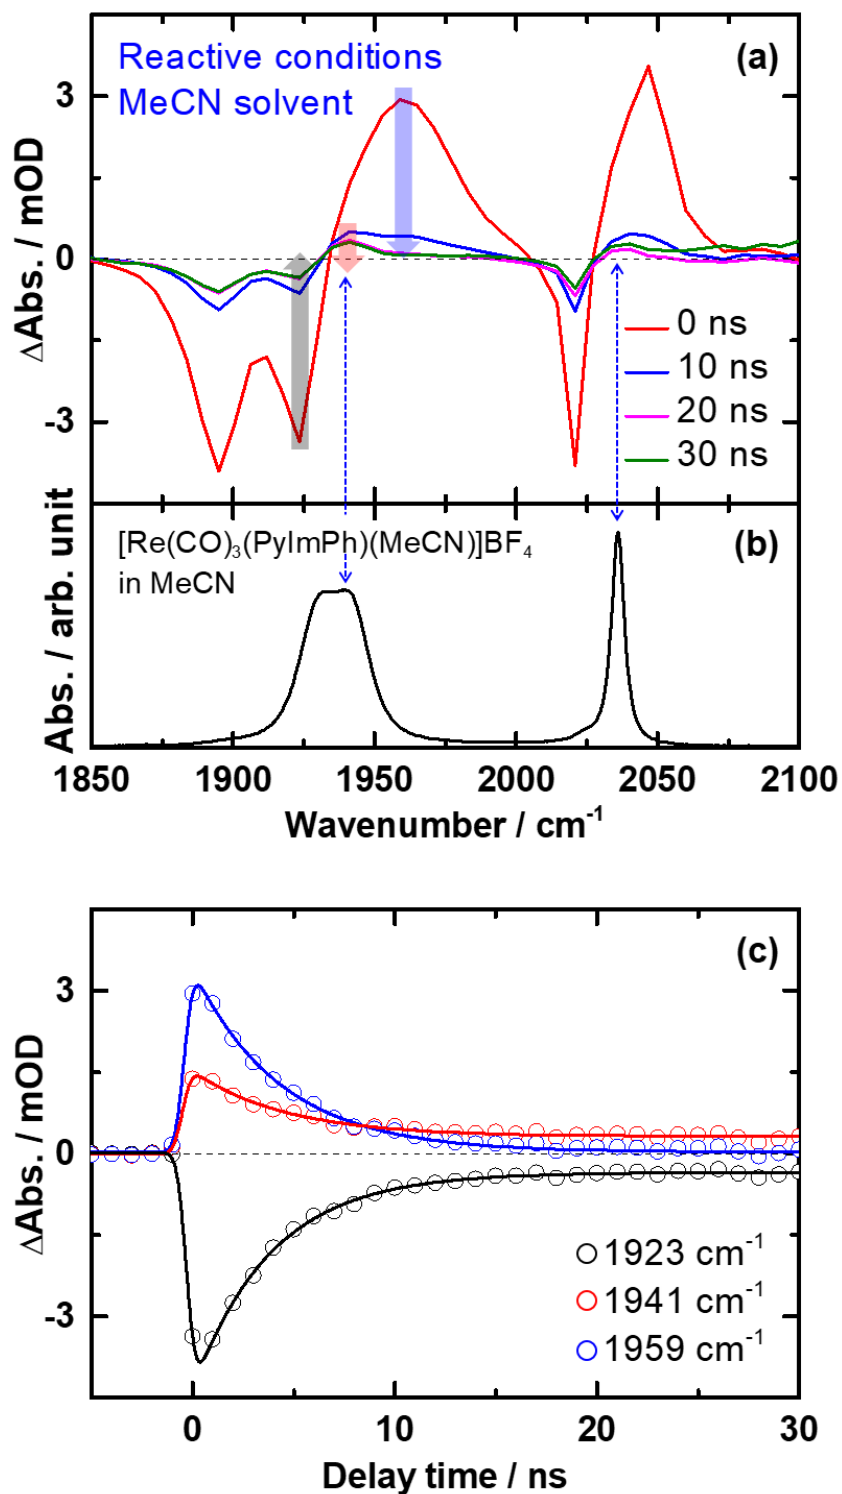 Reactive conditions
MeCN solvent
(a)
3
0
-3
ΔAbs. / mOD
0 ns
10 ns
20 ns
30 ns
[Re(CO)₃(PyImPh)(MeCN)]BF₄
in MeCN
(b)
Abs. / arb. unit
1850 1900 1950 2000 2050 2100
Wavenumber / cm⁻¹
(c)
3
0
-3
ΔAbs. / mOD
1923 cm⁻¹
1941 cm⁻¹
1959 cm⁻¹
0 10 20 30
Delay time / ns